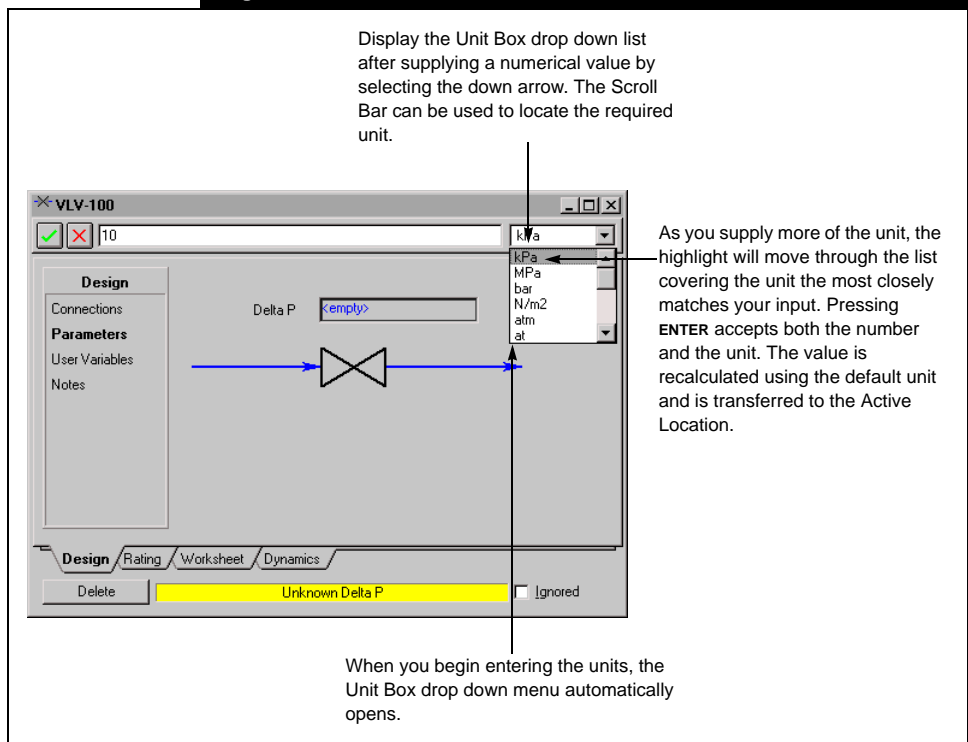 Display the Unit Box drop down list
after supplying a numerical value by
selecting the down arrow. The Scroll
Bar can be used to locate the required
unit.
VLV-100
10
kPa
kPa
MPa
bar
N/m2
atm
at
Design
Connections
Parameters
User Variables
Notes
Delta P
<empty>
As you supply more of the unit, the
highlight will move through the list
covering the unit the most closely
matches your input. Pressing
ENTER accepts both the number
and the unit. The value is
recalculated using the default unit
and is transferred to the Active
Location.
Design Rating Worksheet Dynamics
Delete
Unknown Delta P
Ignored
When you begin entering the units, the
Unit Box drop down menu automatically
opens.